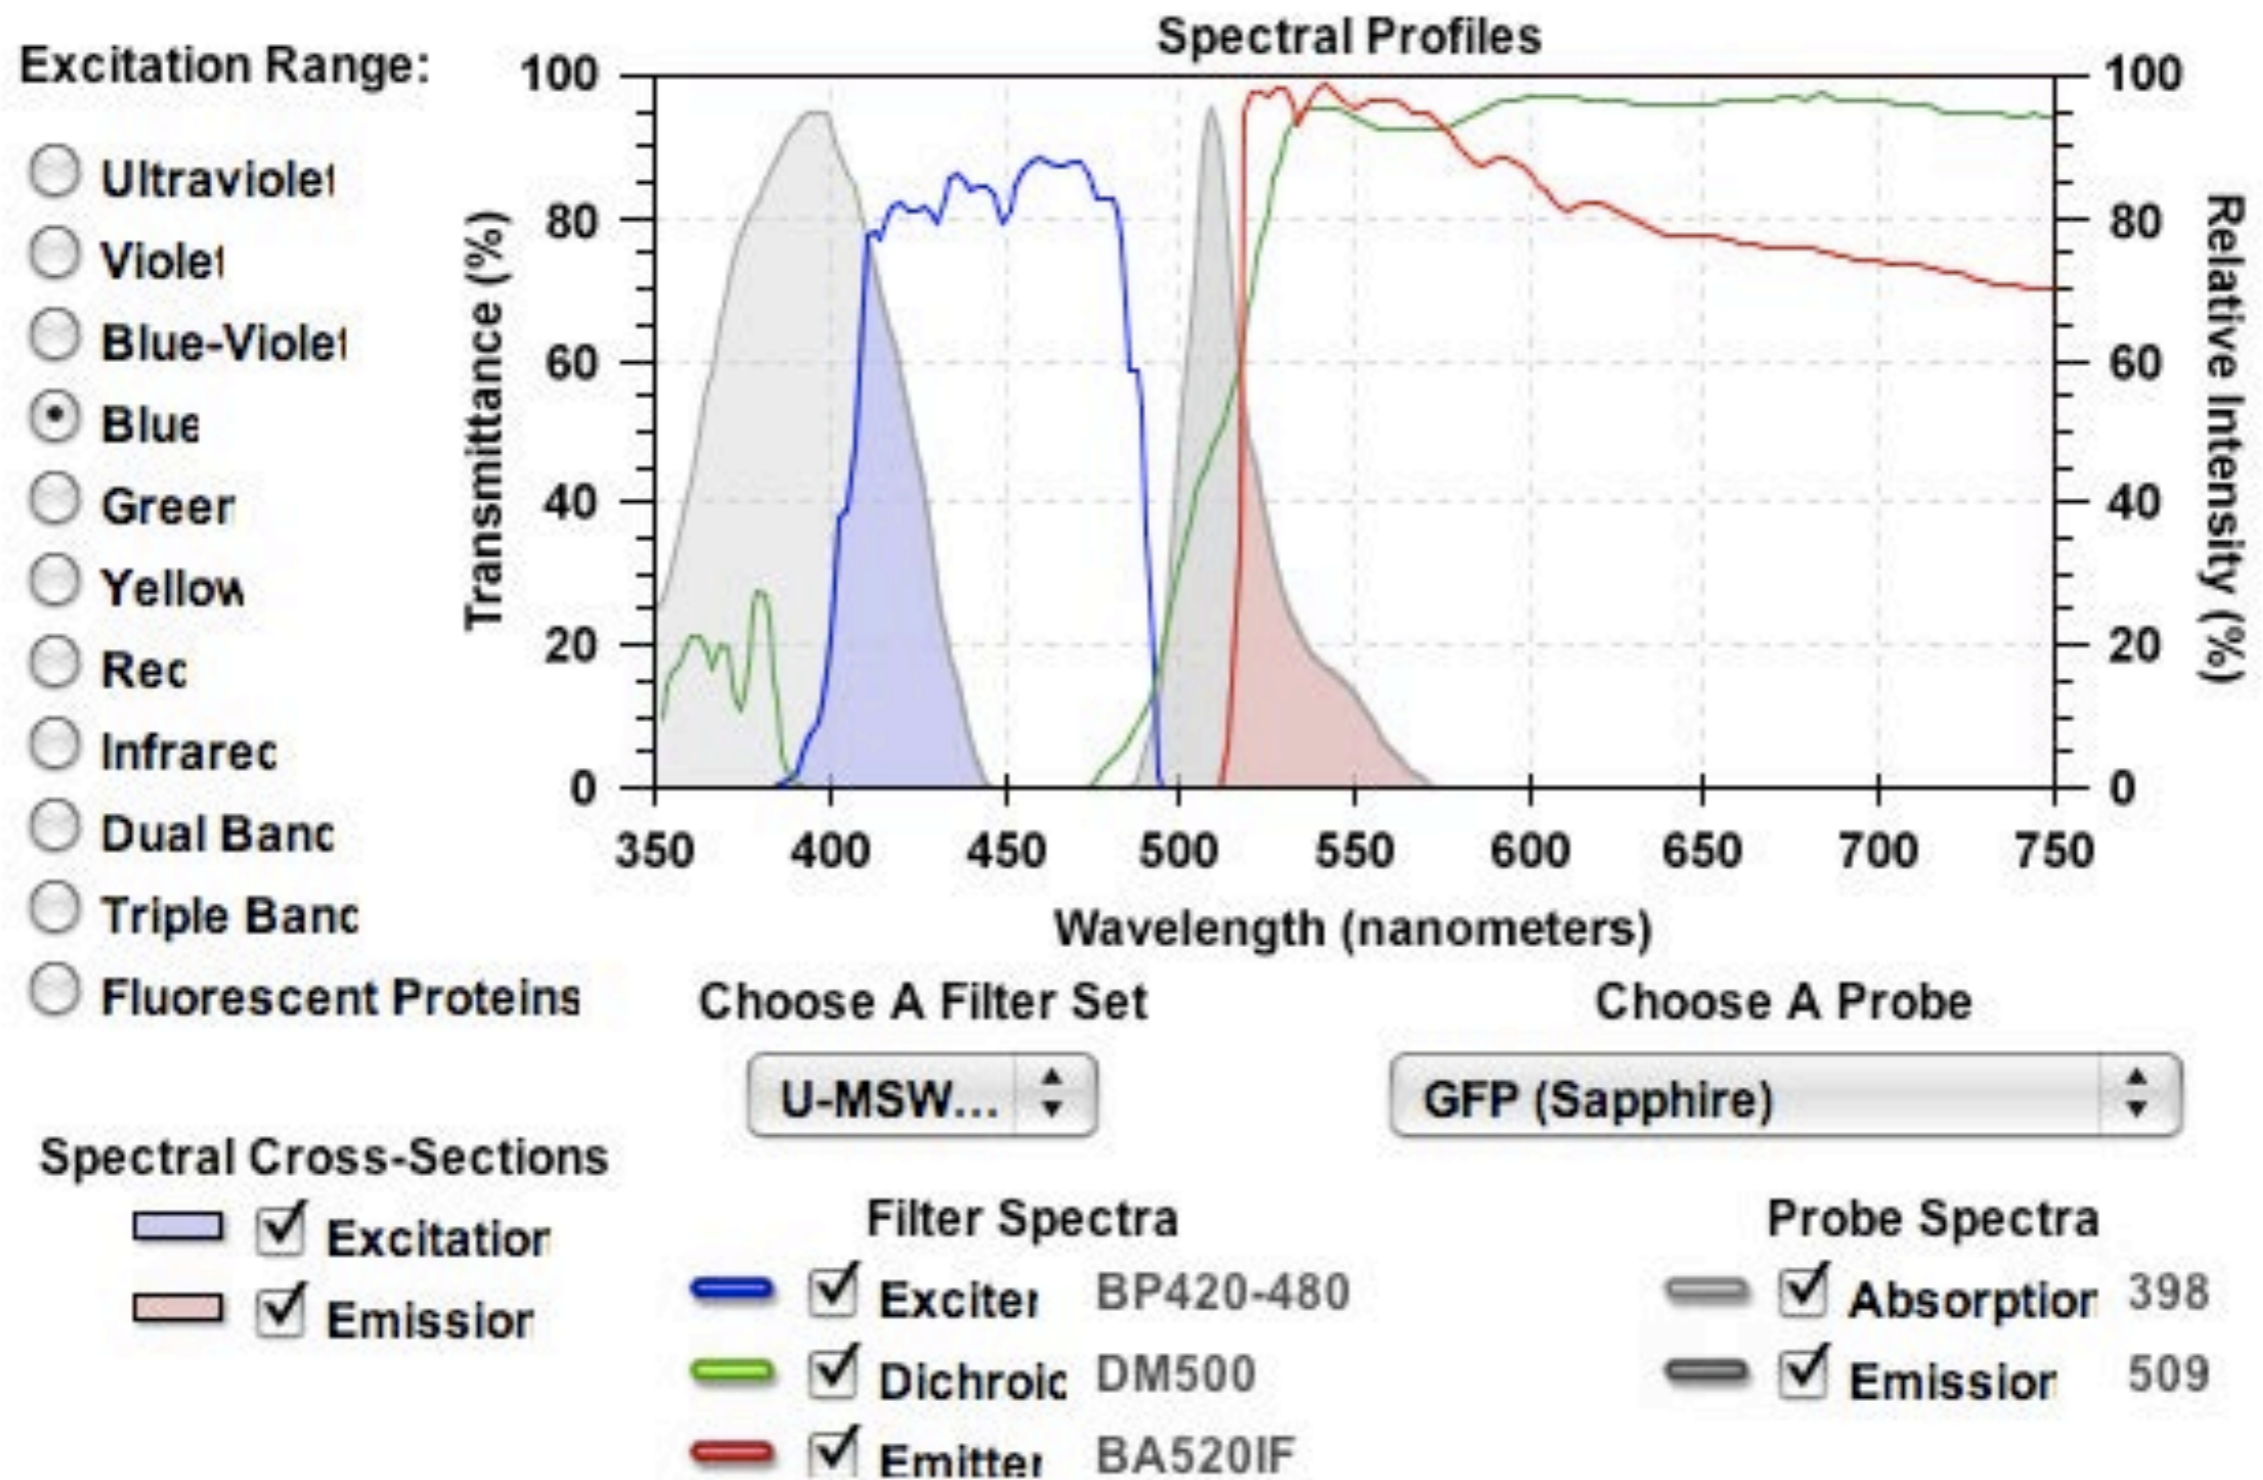 Spectral Profiles
Excitation Range:
Ultraviolet
Violet
Blue-Violet
Blue
Green
Yellow
Red
Infrared
Dual Band
Triple Band
Fluorescent Proteins
Transmittance (%)
100
80
60
40
20
0
100
80
60
40
20
0
Relative Intensity (%)
350 400 450 500 550 600 650 700 750
Wavelength (nanometers)
Choose A Filter Set
U-MSW...
Choose A Probe
GFP (Sapphire)
Spectral Cross-Sections
Excitation
Emission
Filter Spectra
Exciter BP420-480
Dichroic DM500
Emitter BA520IF
Probe Spectra
Absorption 398
Emission 509